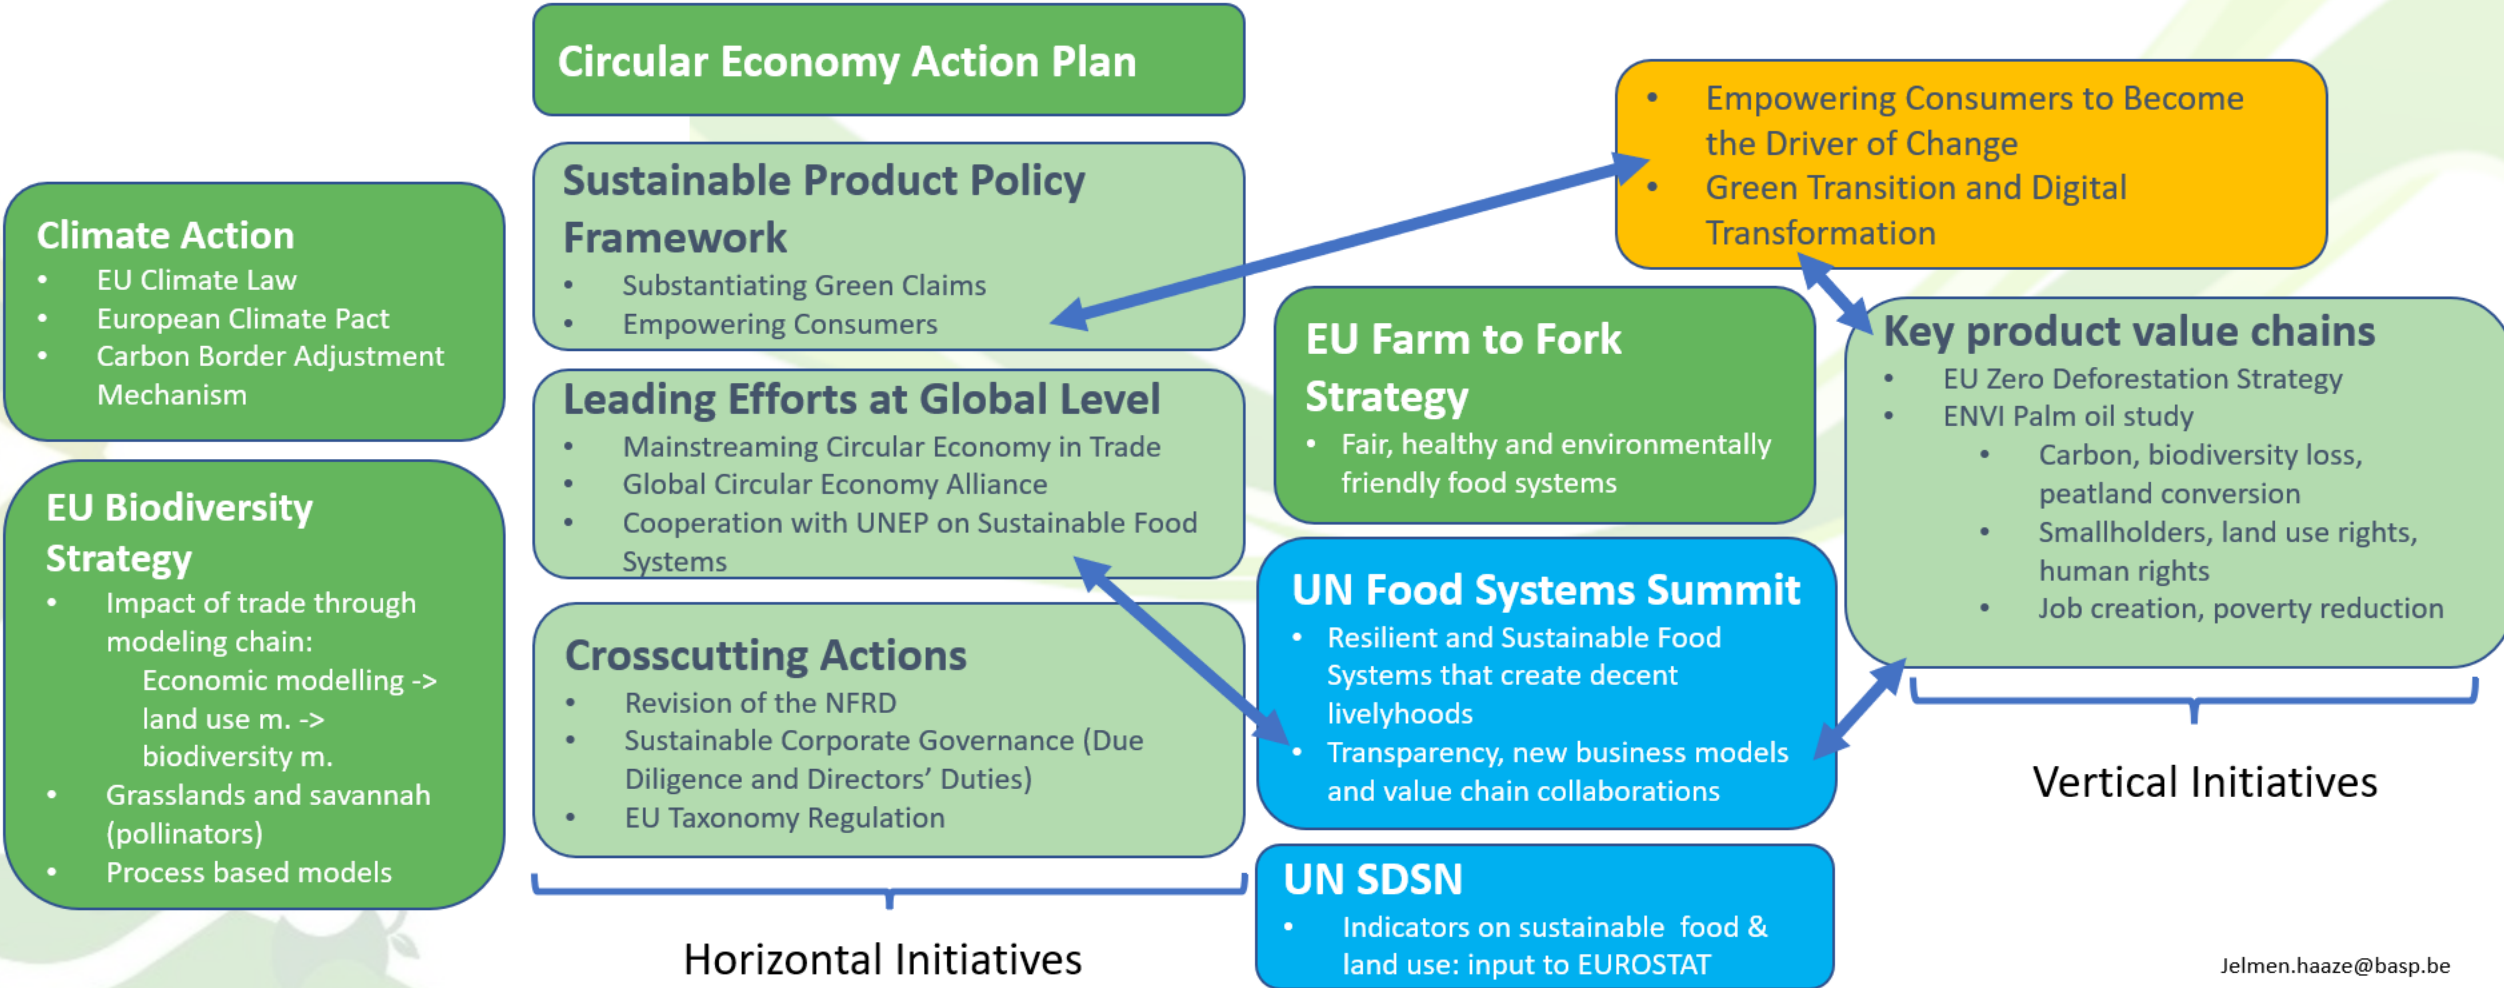 Circular Economy Action Plan
• Empowering Consumers to Become
the Driver of Change
• Green Transition and Digital
Transformation
Sustainable Product Policy
Framework
• Substantiating Green Claims
• Empowering Consumers
Climate Action
• EU Climate Law
• European Climate Pact
• Carbon Border Adjustment
Mechanism
EU Farm to Fork
Strategy
• Fair, healthy and environmentally
friendly food systems
Key product value chains
• EU Zero Deforestation Strategy
• ENVI Palm oil study
• Carbon, biodiversity loss,
peatland conversion
• Smallholders, land use rights,
human rights
• Job creation, poverty reduction
Leading Efforts at Global Level
• Mainstreaming Circular Economy in Trade
• Global Circular Economy Alliance
• Cooperation with UNEP on Sustainable Food
Systems
EU Biodiversity
Strategy
• Impact of trade through
modeling chain:
Economic modelling ->
land use m. ->
biodiversity m.
• Grasslands and savannah
(pollinators)
• Process based models
UN Food Systems Summit
• Resilient and Sustainable Food
Systems that create decent
livelyhoods
• Transparency, new business models
and value chain collaborations
Crosscutting Actions
• Revision of the NFRD
• Sustainable Corporate Governance (Due
Diligence and Directors’ Duties)
• EU Taxonomy Regulation
Vertical Initiatives
UN SDSN
• Indicators on sustainable food &
land use: input to EUROSTAT
Horizontal Initiatives
Jelmen.haaze@basp.be